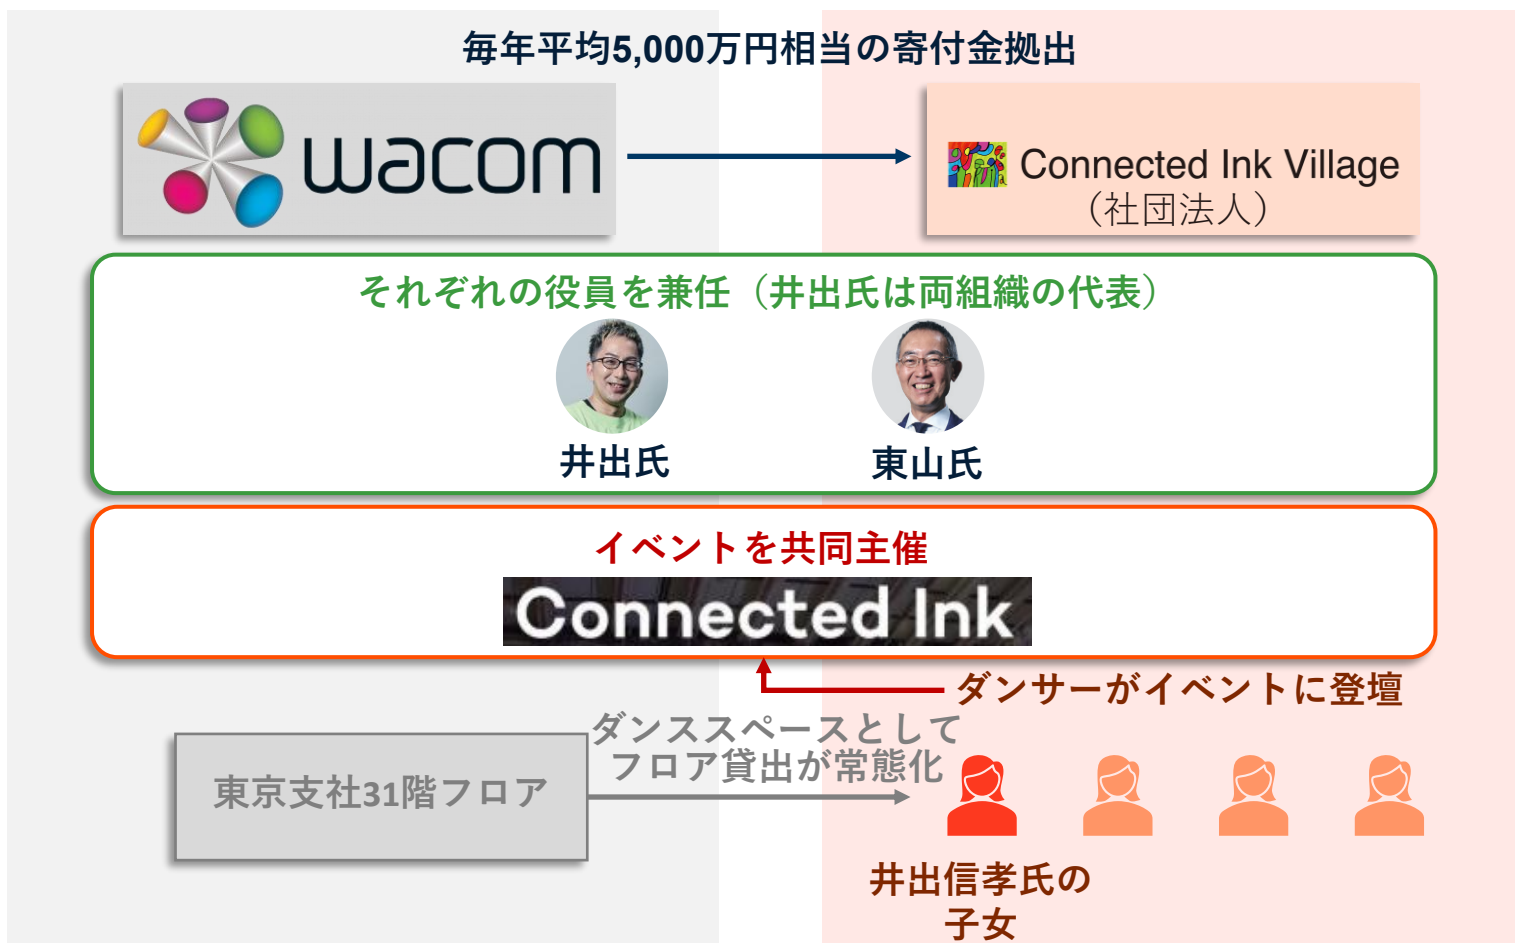 毎年平均5,000万円相当の寄付金拠出
wacom
Connected Ink Village
（社団法人）
それぞれの役員を兼任（井出氏は両組織の代表）
井出氏
東山氏
イベントを共同主催
Connected Ink
ダンサーがイベントに登壇
ダンススペースとして
フロア貸出が常態化
東京支社31階フロア
井出信孝氏の
子女